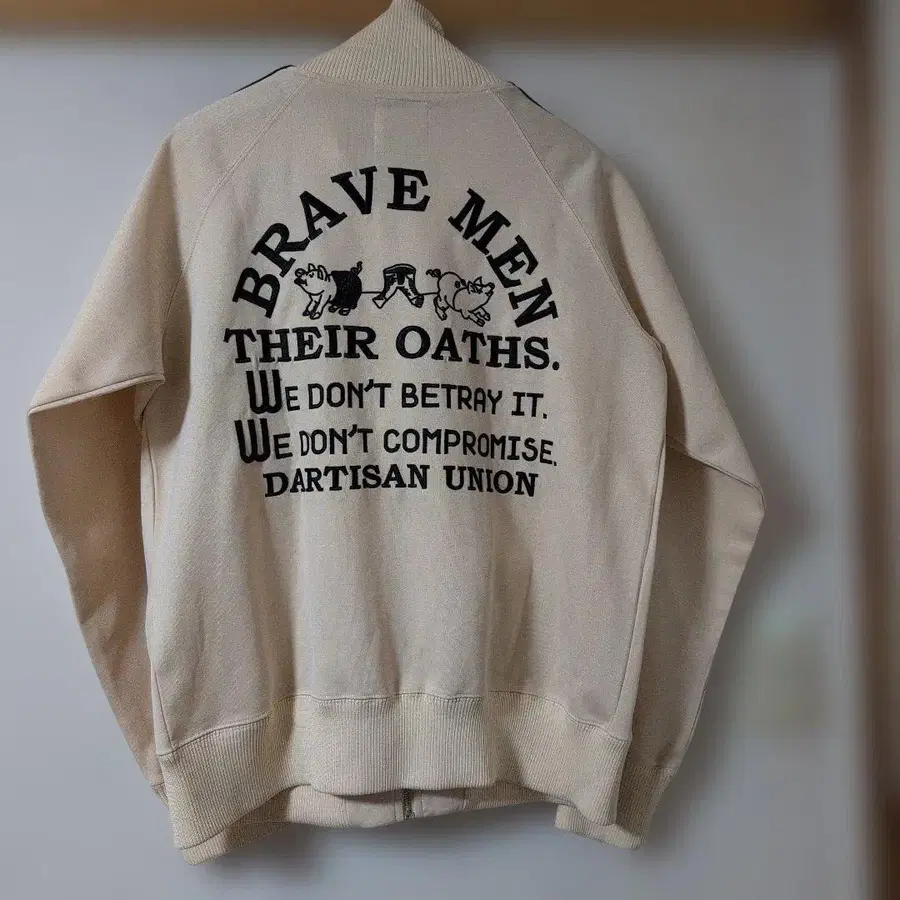 BRAVE MEN
THEIR OATHS.
WE DON'T BETRAY IT.
WE DON'T COMPROMISE.
DARTISAN UNION